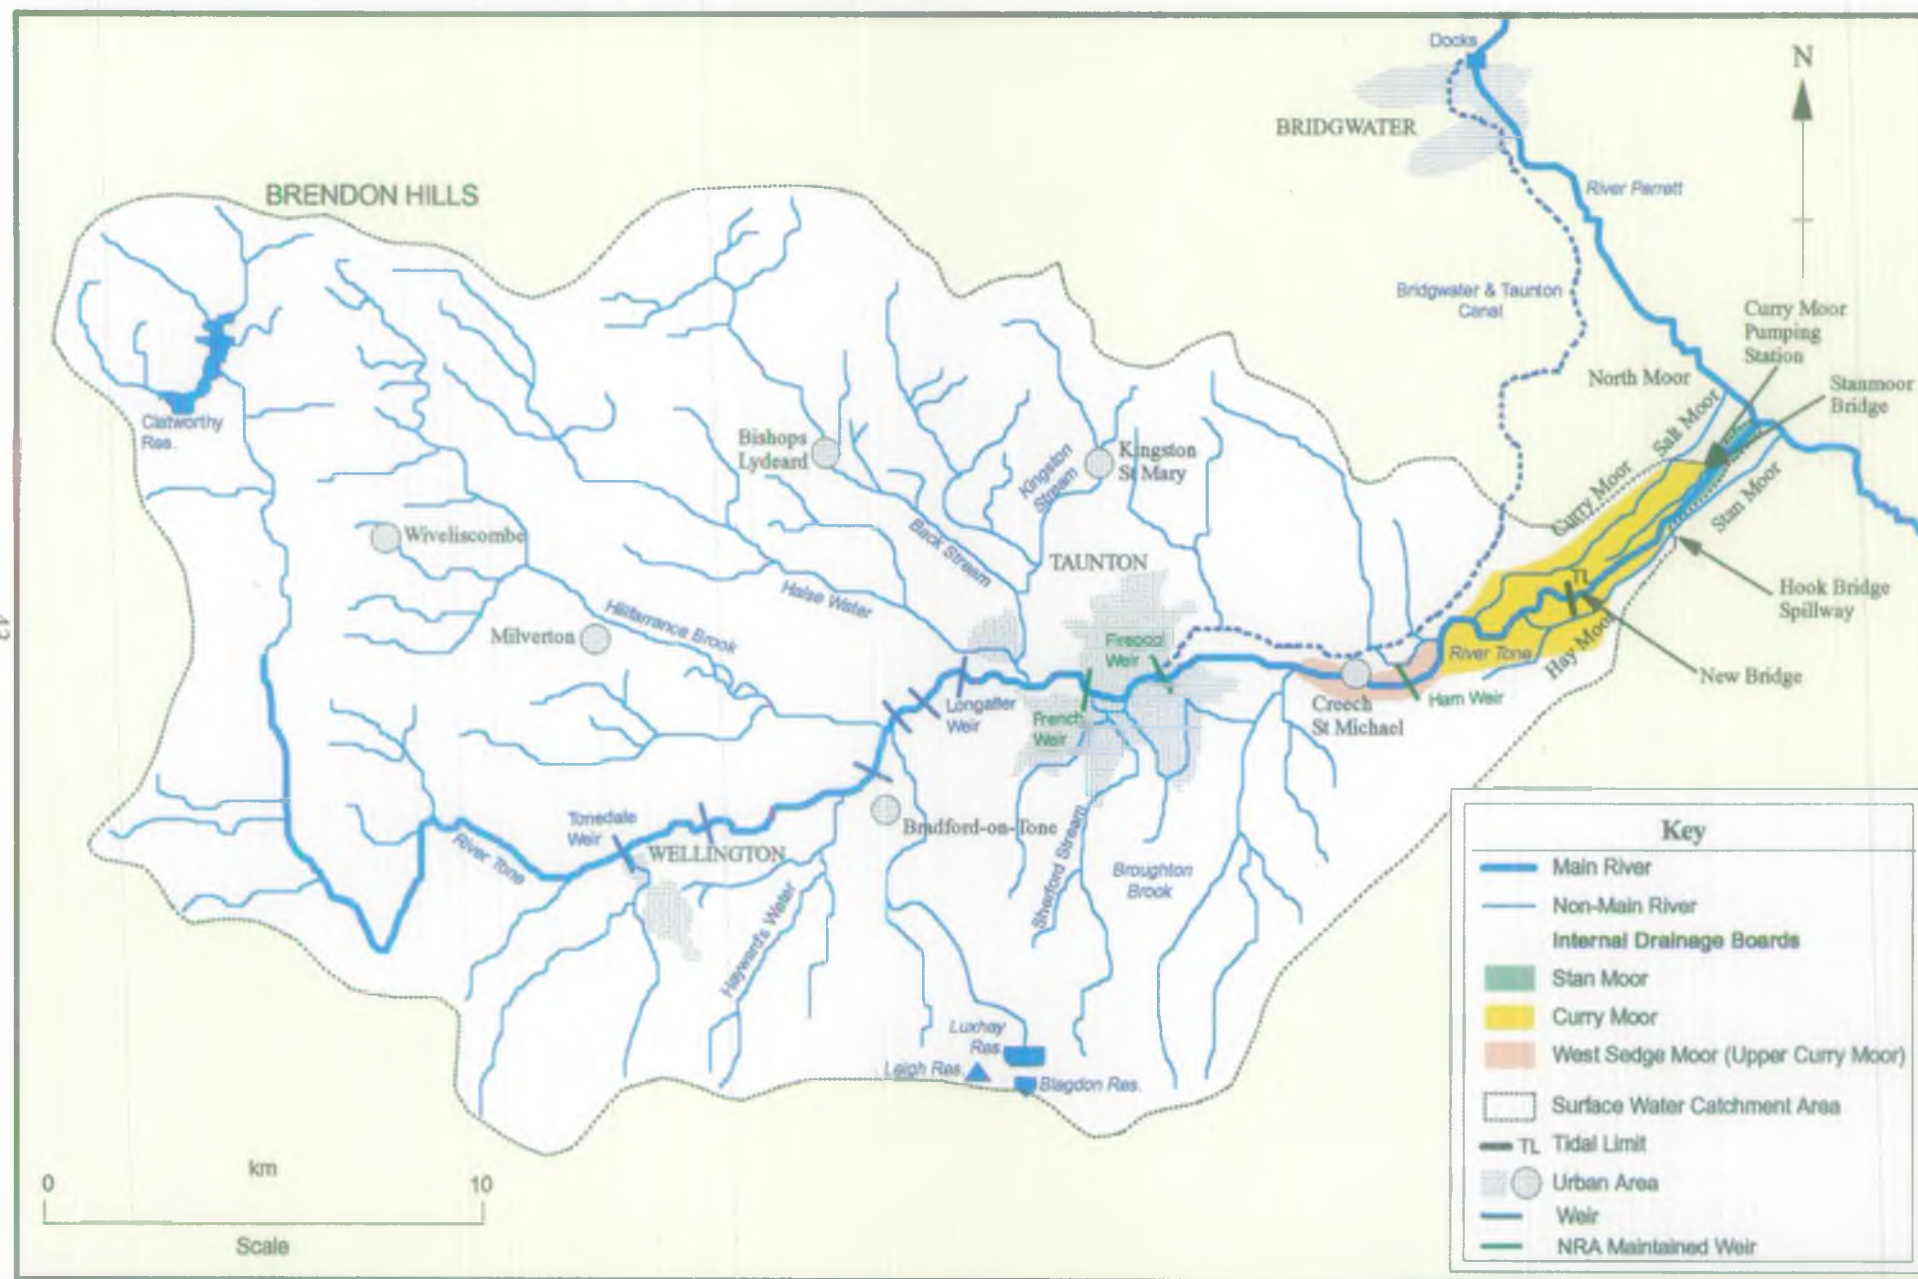 Docks
N
BRIDGWATER
River Parrett
BRENDON HILLS
Bridgwater & Taunton
Canal
Curry Moor
Pumping
Station
North Moor
Stanmoor
Bridge
Salt Moor
Clatworthy
Res.
Bishops
Lydeard
Kingston
Stream
Kingston
St Mary
Curry Moor
Stan Moor
Wiveliscombe
Back Stream
TAUNTON
TL
Hook Bridge
Spillway
Halse Water
Hillfarrance Brook
Milverton
Firepool
Weir
River Tone
Hay Moor
New Bridge
Longaller
Weir
French
Weir
Creech
St Michael
Ham Weir
Tonedale
Weir
River Tone
WELLINGTON
Bradford-on-Tone
Sherford Stream
Broughton
Brook
Hayward's Water
Luxhay
Res.
Leigh Res.
Blagdon Res.
km
0 10
Scale
Key
Main River
Non-Main River
Internal Drainage Boards
Stan Moor
Curry Moor
West Sedge Moor (Upper Curry Moor)
Surface Water Catchment Area
TL Tidal Limit
Urban Area
Weir
NRA Maintained Weir